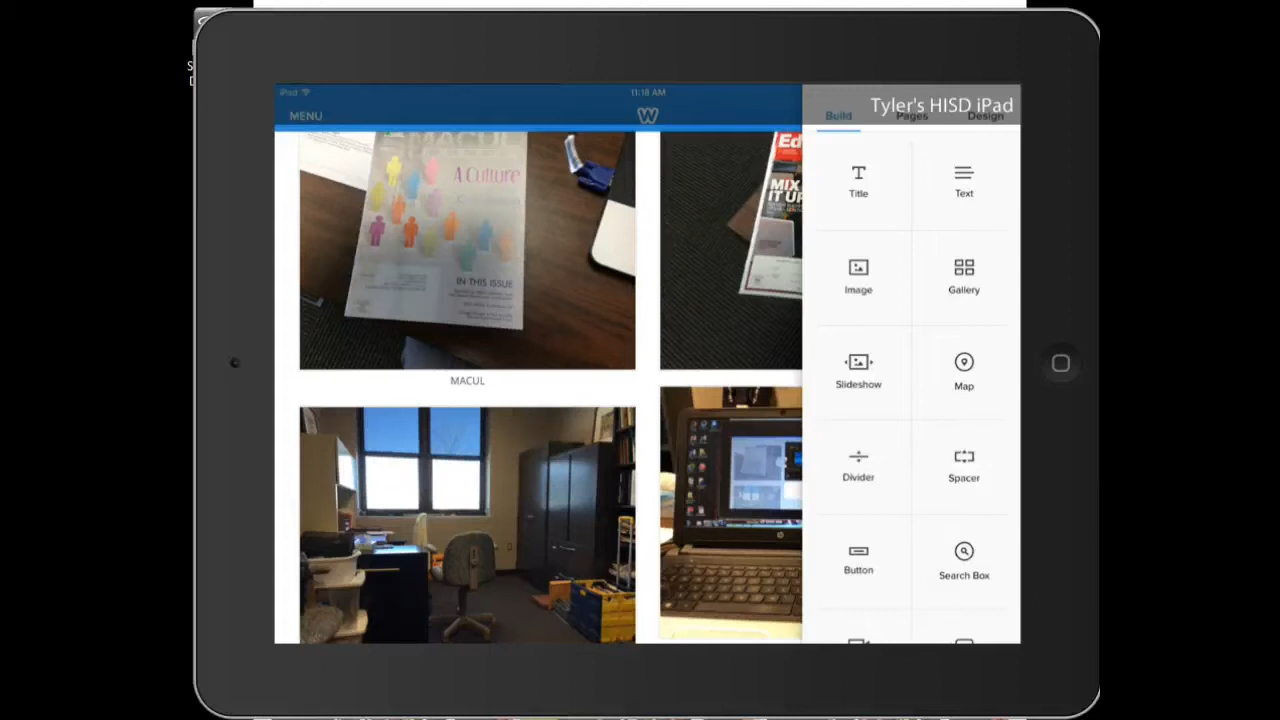 iPad
11:18 AM
Tyler's HISD iPad
MENU
Build
Pages
Design
A Culture
IN THIS ISSUE
Ed
MIX
IT UP
MACUL
Title
Text
Image
Gallery
Slideshow
Map
Divider
Spacer
Button
Search Box